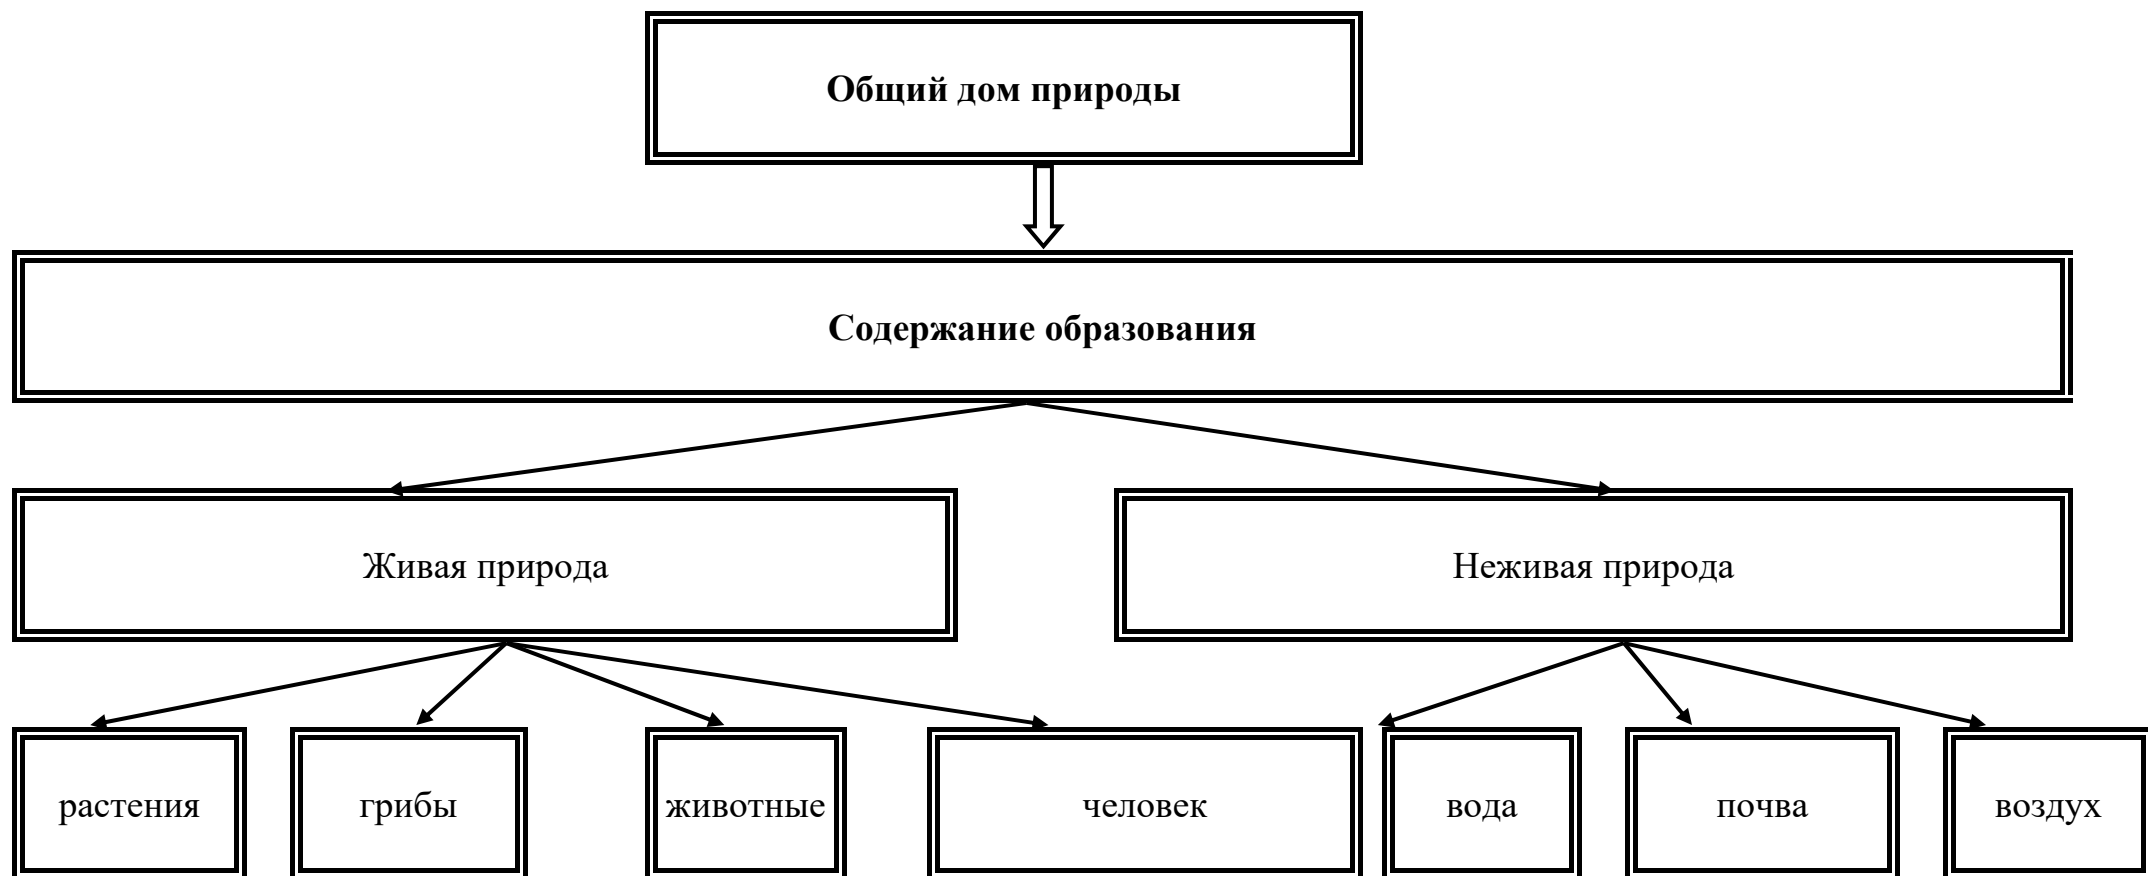 Общий дом природы
Содержание образования
Живая природа
Неживая природа
растения
грибы
животные
человек
вода
почва
воздух